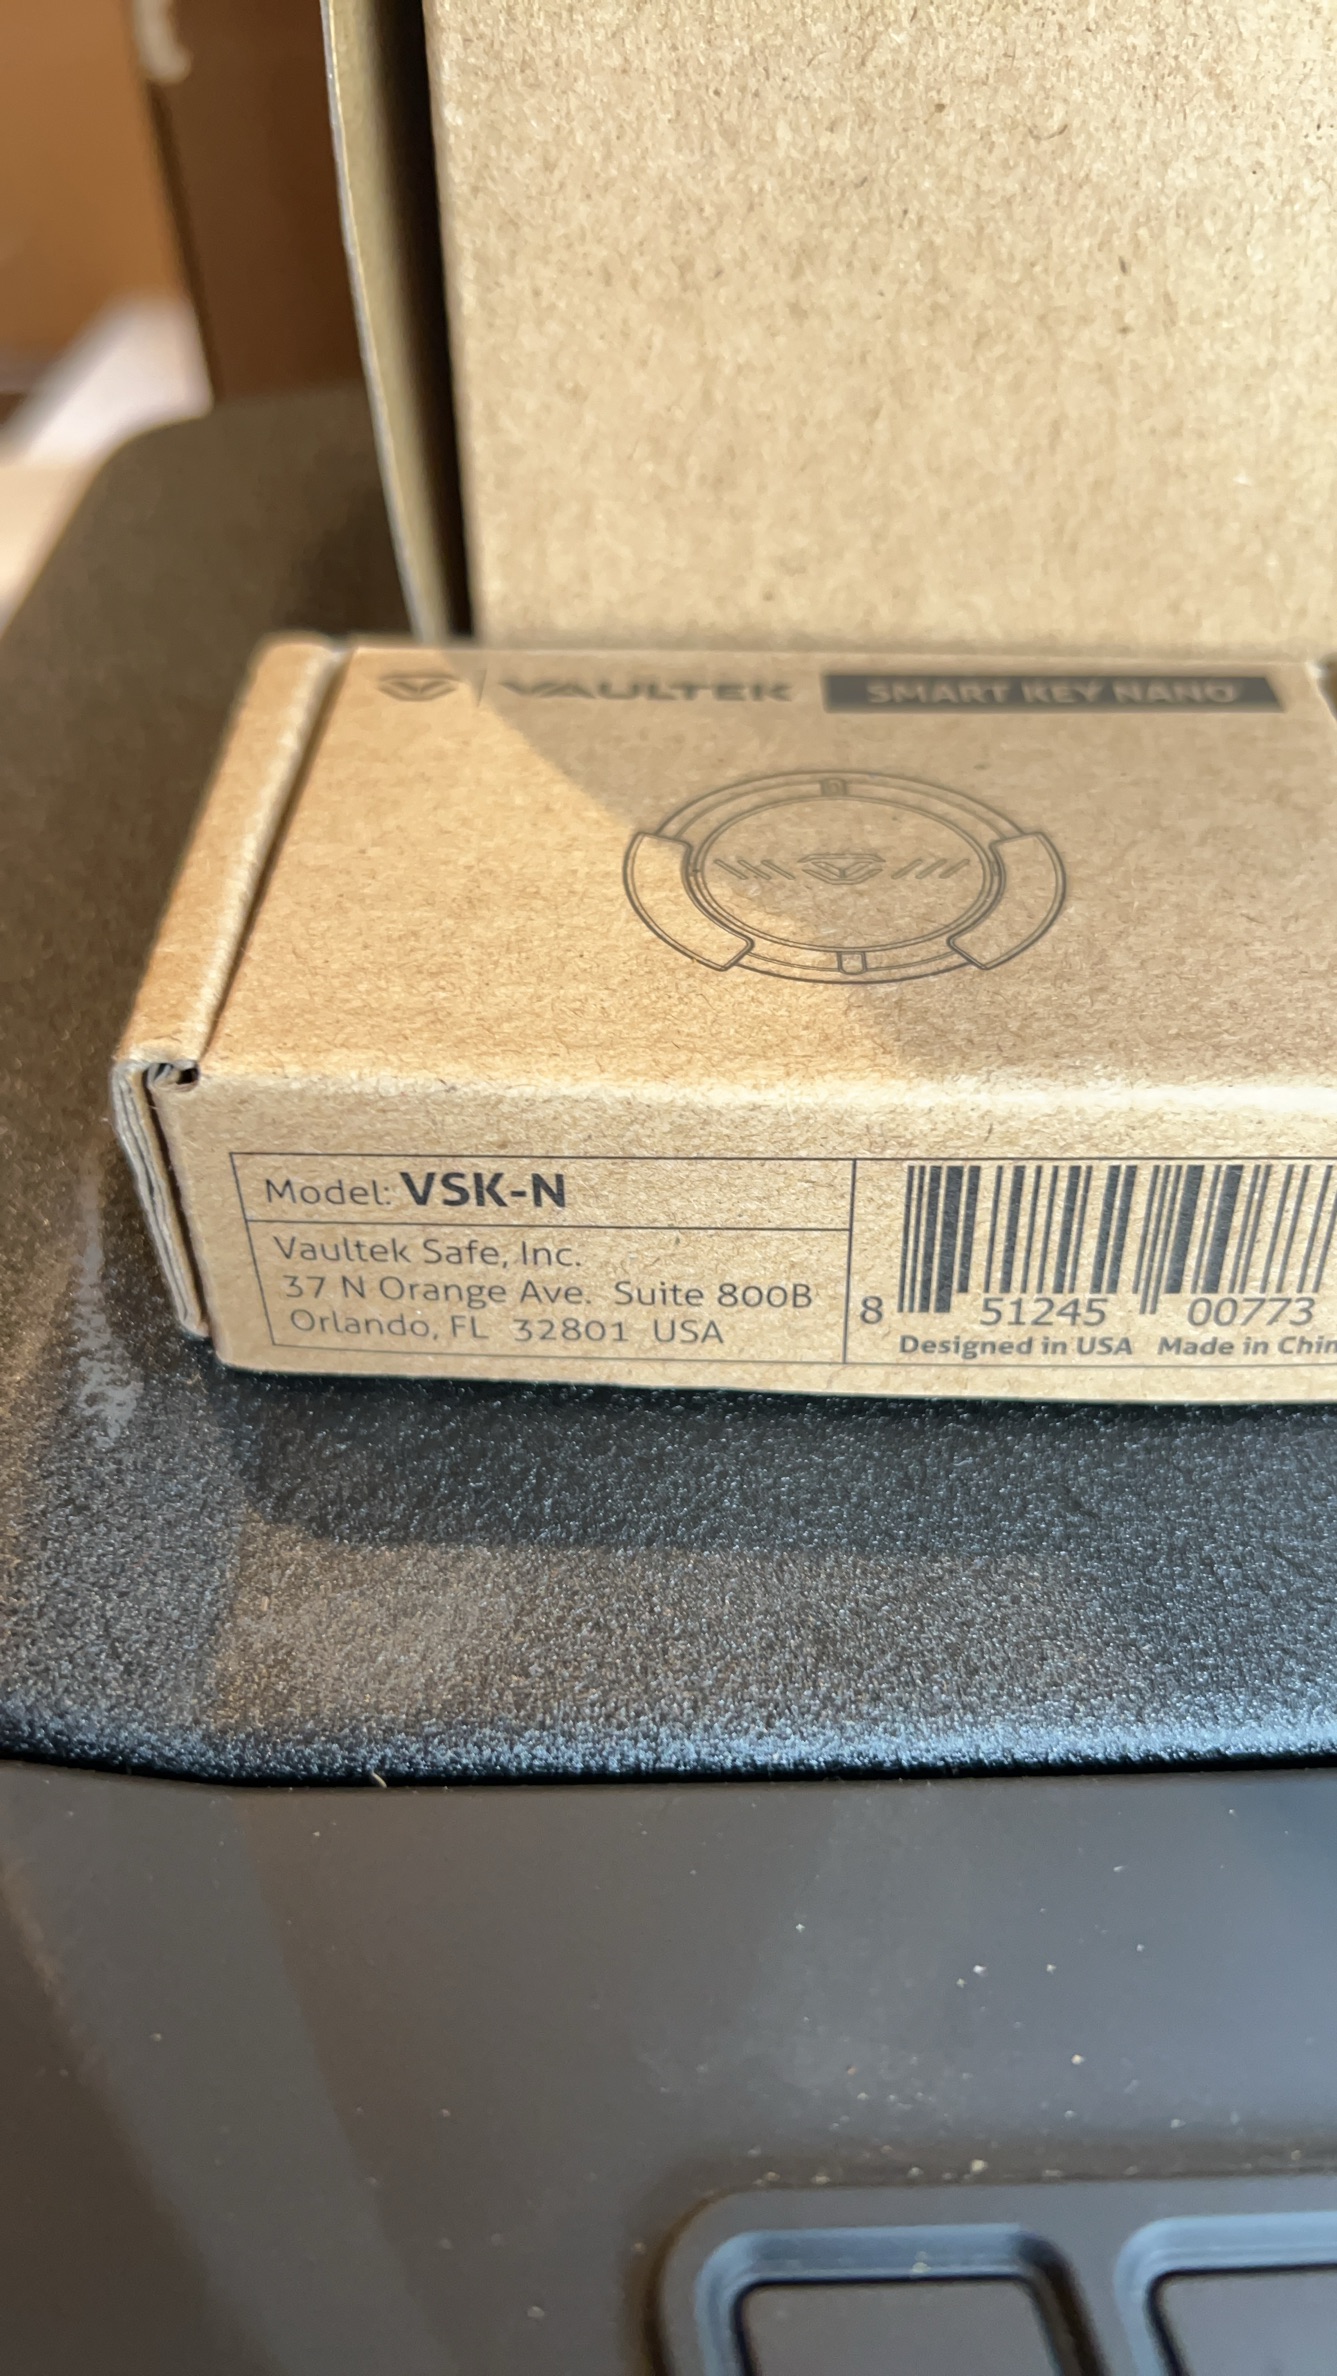 VAULTEK SMART KEY NANO
Model: VSK-N
Vaultek Safe, Inc.
37 N Orange Ave. Suite 800B
Orlando, FL 32801 USA
8 51245 00773
Designed in USA Made in Chin